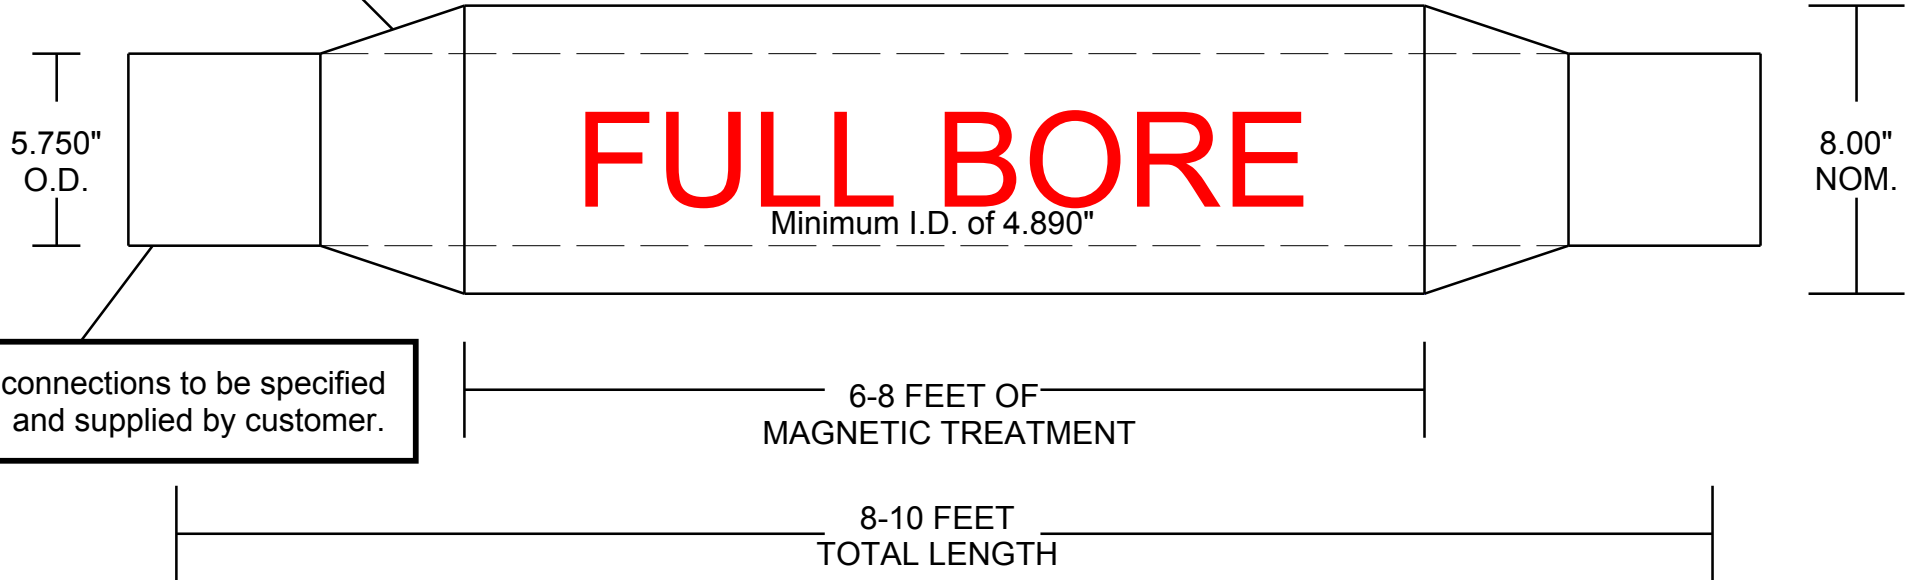 5.750"
O.D.
FULL BORE
Minimum I.D. of 4.890"
8.00"
NOM.
connections to be specified
and supplied by customer.
6-8 FEET OF
MAGNETIC TREATMENT
8-10 FEET
TOTAL LENGTH